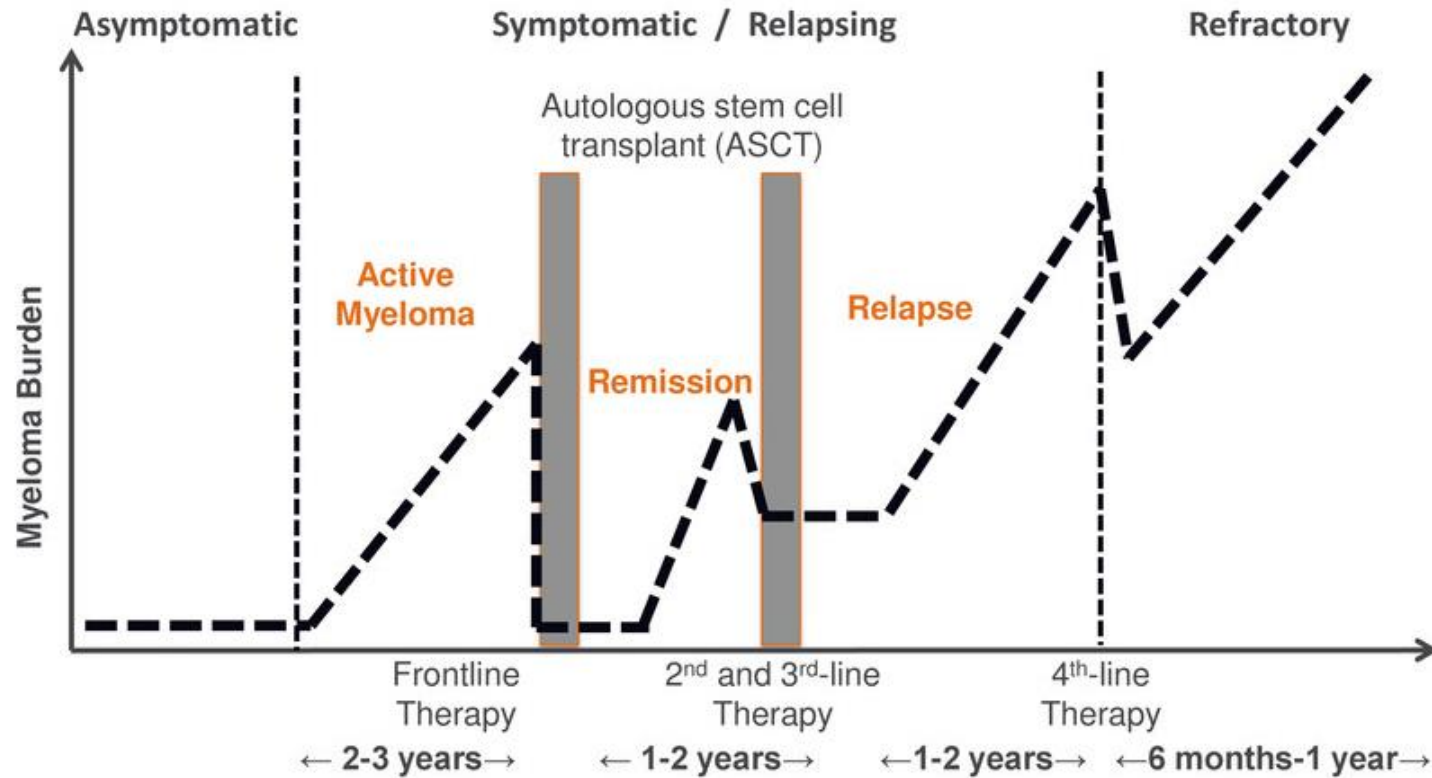 Asymptomatic
Symptomatic / Relapsing
Refractory
Autologous stem cell
transplant (ASCT)
Active
Myeloma
Remission
Relapse
Myeloma Burden
Frontline
Therapy
2nd and 3rd-line
Therapy
4th-line
Therapy
← 2-3 years→
← 1-2 years→
←1-2 years→
←6 months-1 year→